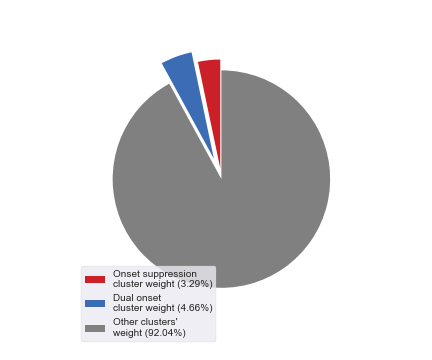 Onset suppression
cluster weight (3.29%)
Dual onset
cluster weight (4.66%)
Other clusters'
weight (92.04%)